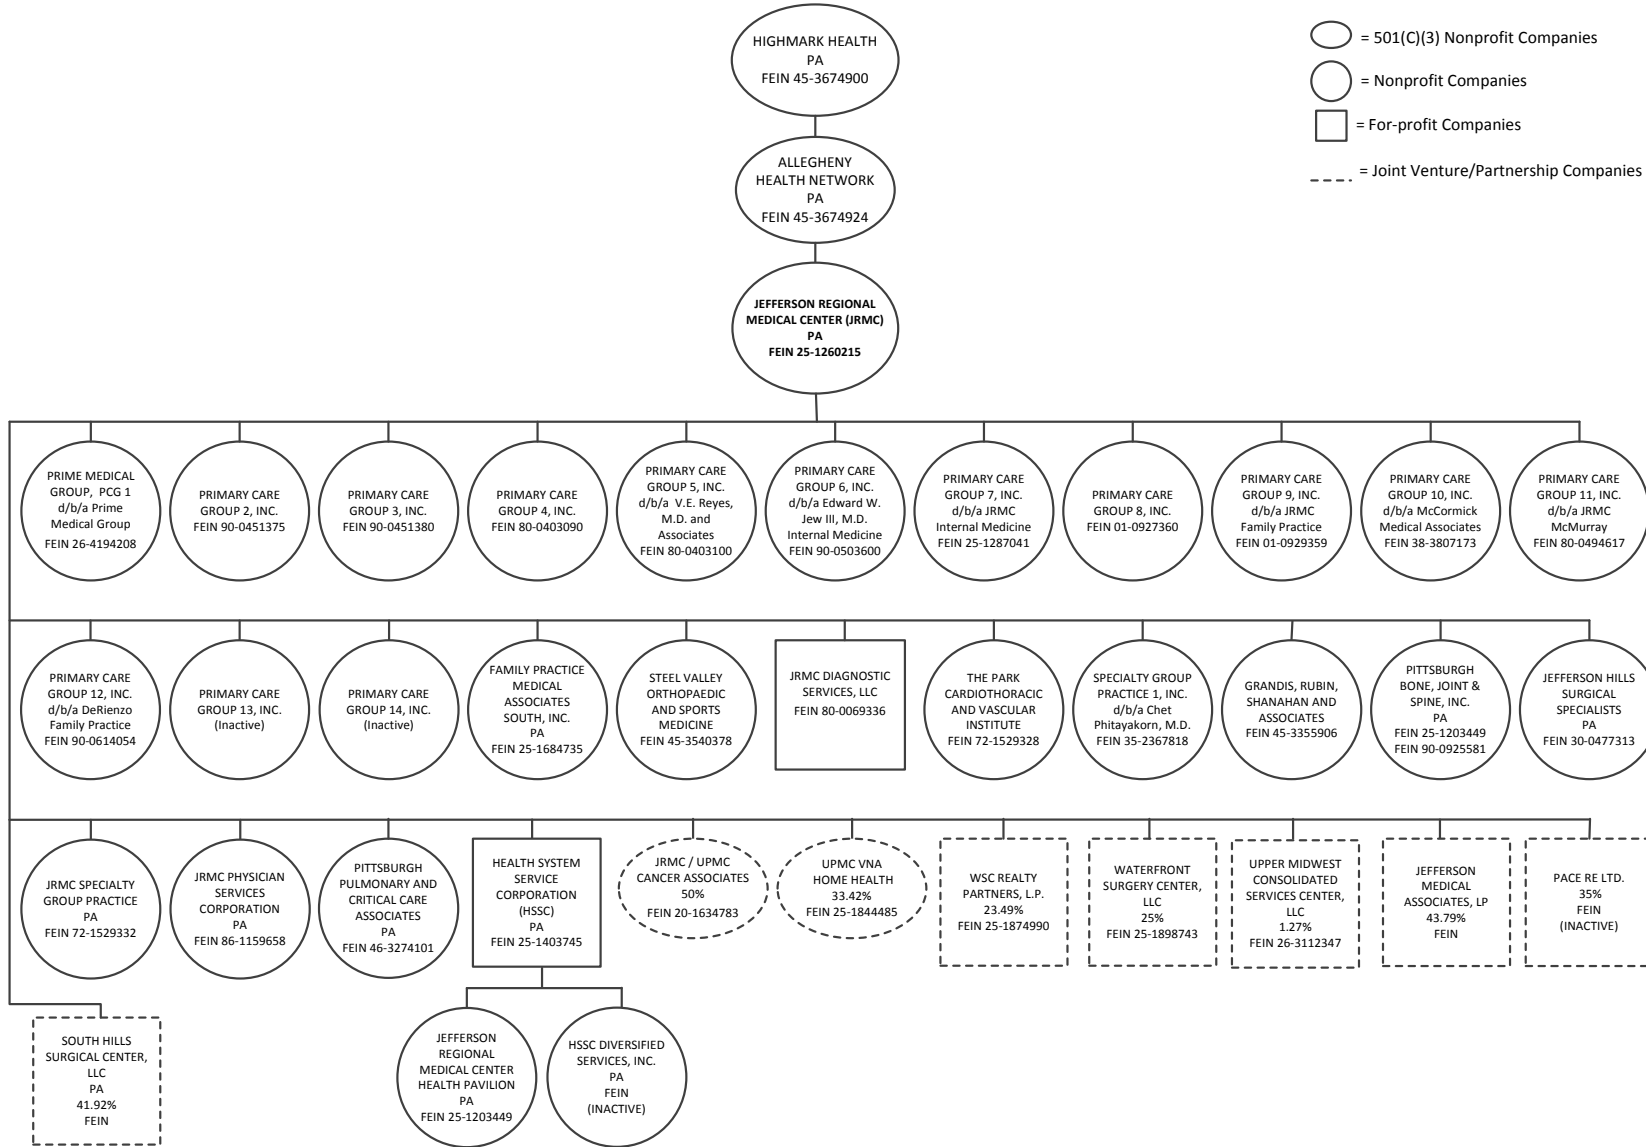 HIGHMARK HEALTH
PA
FEIN 45-3674900
= 501(C)(3) Nonprofit Companies
= Nonprofit Companies
= For-profit Companies
= Joint Venture/Partnership Companies
ALLEGHENY
HEALTH NETWORK
PA
FEIN 45-3674924
JEFFERSON REGIONAL
MEDICAL CENTER (JRMC)
PA
FEIN 25-1260215
PRIME MEDICAL
GROUP, PCG 1
d/b/a Prime
Medical Group
FEIN 26-4194208
PRIMARY CARE
GROUP 2, INC.
FEIN 90-0451375
PRIMARY CARE
GROUP 3, INC.
FEIN 90-0451380
PRIMARY CARE
GROUP 4, INC.
FEIN 80-0403090
PRIMARY CARE
GROUP 5, INC.
d/b/a V.E. Reyes,
M.D. and
Associates
FEIN 80-0403100
PRIMARY CARE
GROUP 6, INC.
d/b/a Edward W.
Jew III, M.D.
Internal Medicine
FEIN 90-0503600
PRIMARY CARE
GROUP 7, INC.
d/b/a JRMC
Internal Medicine
FEIN 25-1287041
PRIMARY CARE
GROUP 8, INC.
FEIN 01-0927360
PRIMARY CARE
GROUP 9, INC.
d/b/a JRMC
Family Practice
FEIN 01-0929359
PRIMARY CARE
GROUP 10, INC.
d/b/a McCormick
Medical Associates
FEIN 38-3807173
PRIMARY CARE
GROUP 11, INC.
d/b/a JRMC
McMurray
FEIN 80-0494617
PRIMARY CARE
GROUP 12, INC.
d/b/a DeRienzo
Family Practice
FEIN 90-0614054
PRIMARY CARE
GROUP 13, INC.
(Inactive)
PRIMARY CARE
GROUP 14, INC.
(Inactive)
FAMILY PRACTICE
MEDICAL
ASSOCIATES
SOUTH, INC.
PA
FEIN 25-1684735
STEEL VALLEY
ORTHOPAEDIC
AND SPORTS
MEDICINE
FEIN 45-3540378
JRMC DIAGNOSTIC
SERVICES, LLC
FEIN 80-0069336
THE PARK
CARDIOTHORACIC
AND VASCULAR
INSTITUTE
FEIN 72-1529328
SPECIALTY GROUP
PRACTICE 1, INC.
d/b/a Chet
Phitayakorn, M.D.
FEIN 35-2367818
GRANDIS, RUBIN,
SHANAHAN AND
ASSOCIATES
FEIN 45-3355906
PITTSBURGH
BONE, JOINT &
SPINE, INC.
PA
FEIN 25-1203449
FEIN 90-0925581
JEFFERSON HILLS
SURGICAL
SPECIALISTS
PA
FEIN 30-0477313
JRMC SPECIALTY
GROUP PRACTICE
PA
FEIN 72-1529332
JRMC PHYSICIAN
SERVICES
CORPORATION
PA
FEIN 86-1159658
PITTSBURGH
PULMONARY AND
CRITICAL CARE
ASSOCIATES
PA
FEIN 46-3274101
HEALTH SYSTEM
SERVICE
CORPORATION
(HSSC)
PA
FEIN 25-1403745
JRMC / UPMC
CANCER ASSOCIATES
50%
FEIN 20-1634783
UPMC VNA
HOME HEALTH
33.42%
FEIN 25-1844485
WSC REALTY
PARTNERS, L.P.
23.49%
FEIN 25-1874990
WATERFRONT
SURGERY CENTER,
LLC
25%
FEIN 25-1898743
UPPER MIDWEST
CONSOLIDATED
SERVICES CENTER,
LLC
1.27%
FEIN 26-3112347
JEFFERSON
MEDICAL
ASSOCIATES, LP
43.79%
FEIN
PACE RE LTD.
35%
FEIN
(INACTIVE)
SOUTH HILLS
SURGICAL CENTER,
LLC
PA
41.92%
FEIN
JEFFERSON
REGIONAL
MEDICAL CENTER
HEALTH PAVILION
PA
FEIN 25-1203449
HSSC DIVERSIFIED
SERVICES, INC.
PA
FEIN
(INACTIVE)